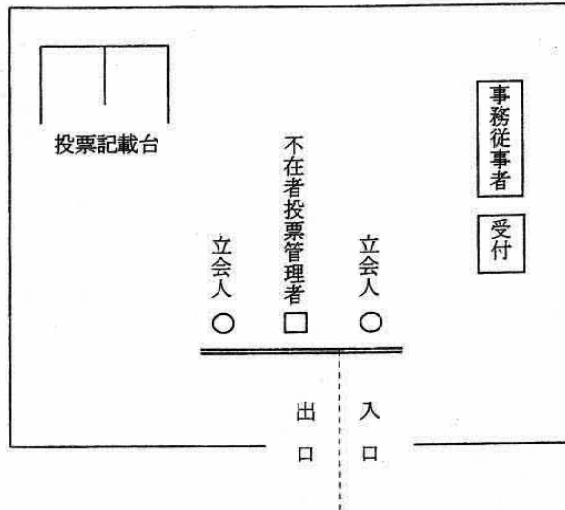 投票記載台
事務従事者
受付
立会人
不在者投票管理者
立会人
出口
入口